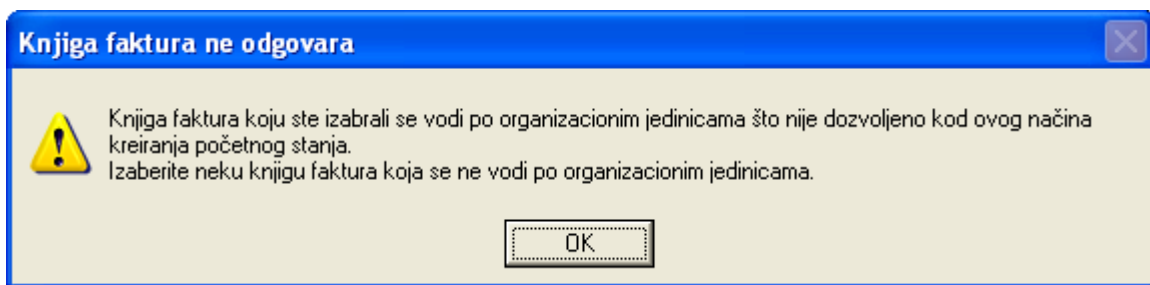 Knjiga faktura ne odgovara
Knjiga faktura koju ste izabrali se vodi po organizacionim jedinicama što nije dozvoljeno kod ovog načina
kreiranja početnog stanja.
Izaberite neku knjigu faktura koja se ne vodi po organizacionim jedinicama.
OK